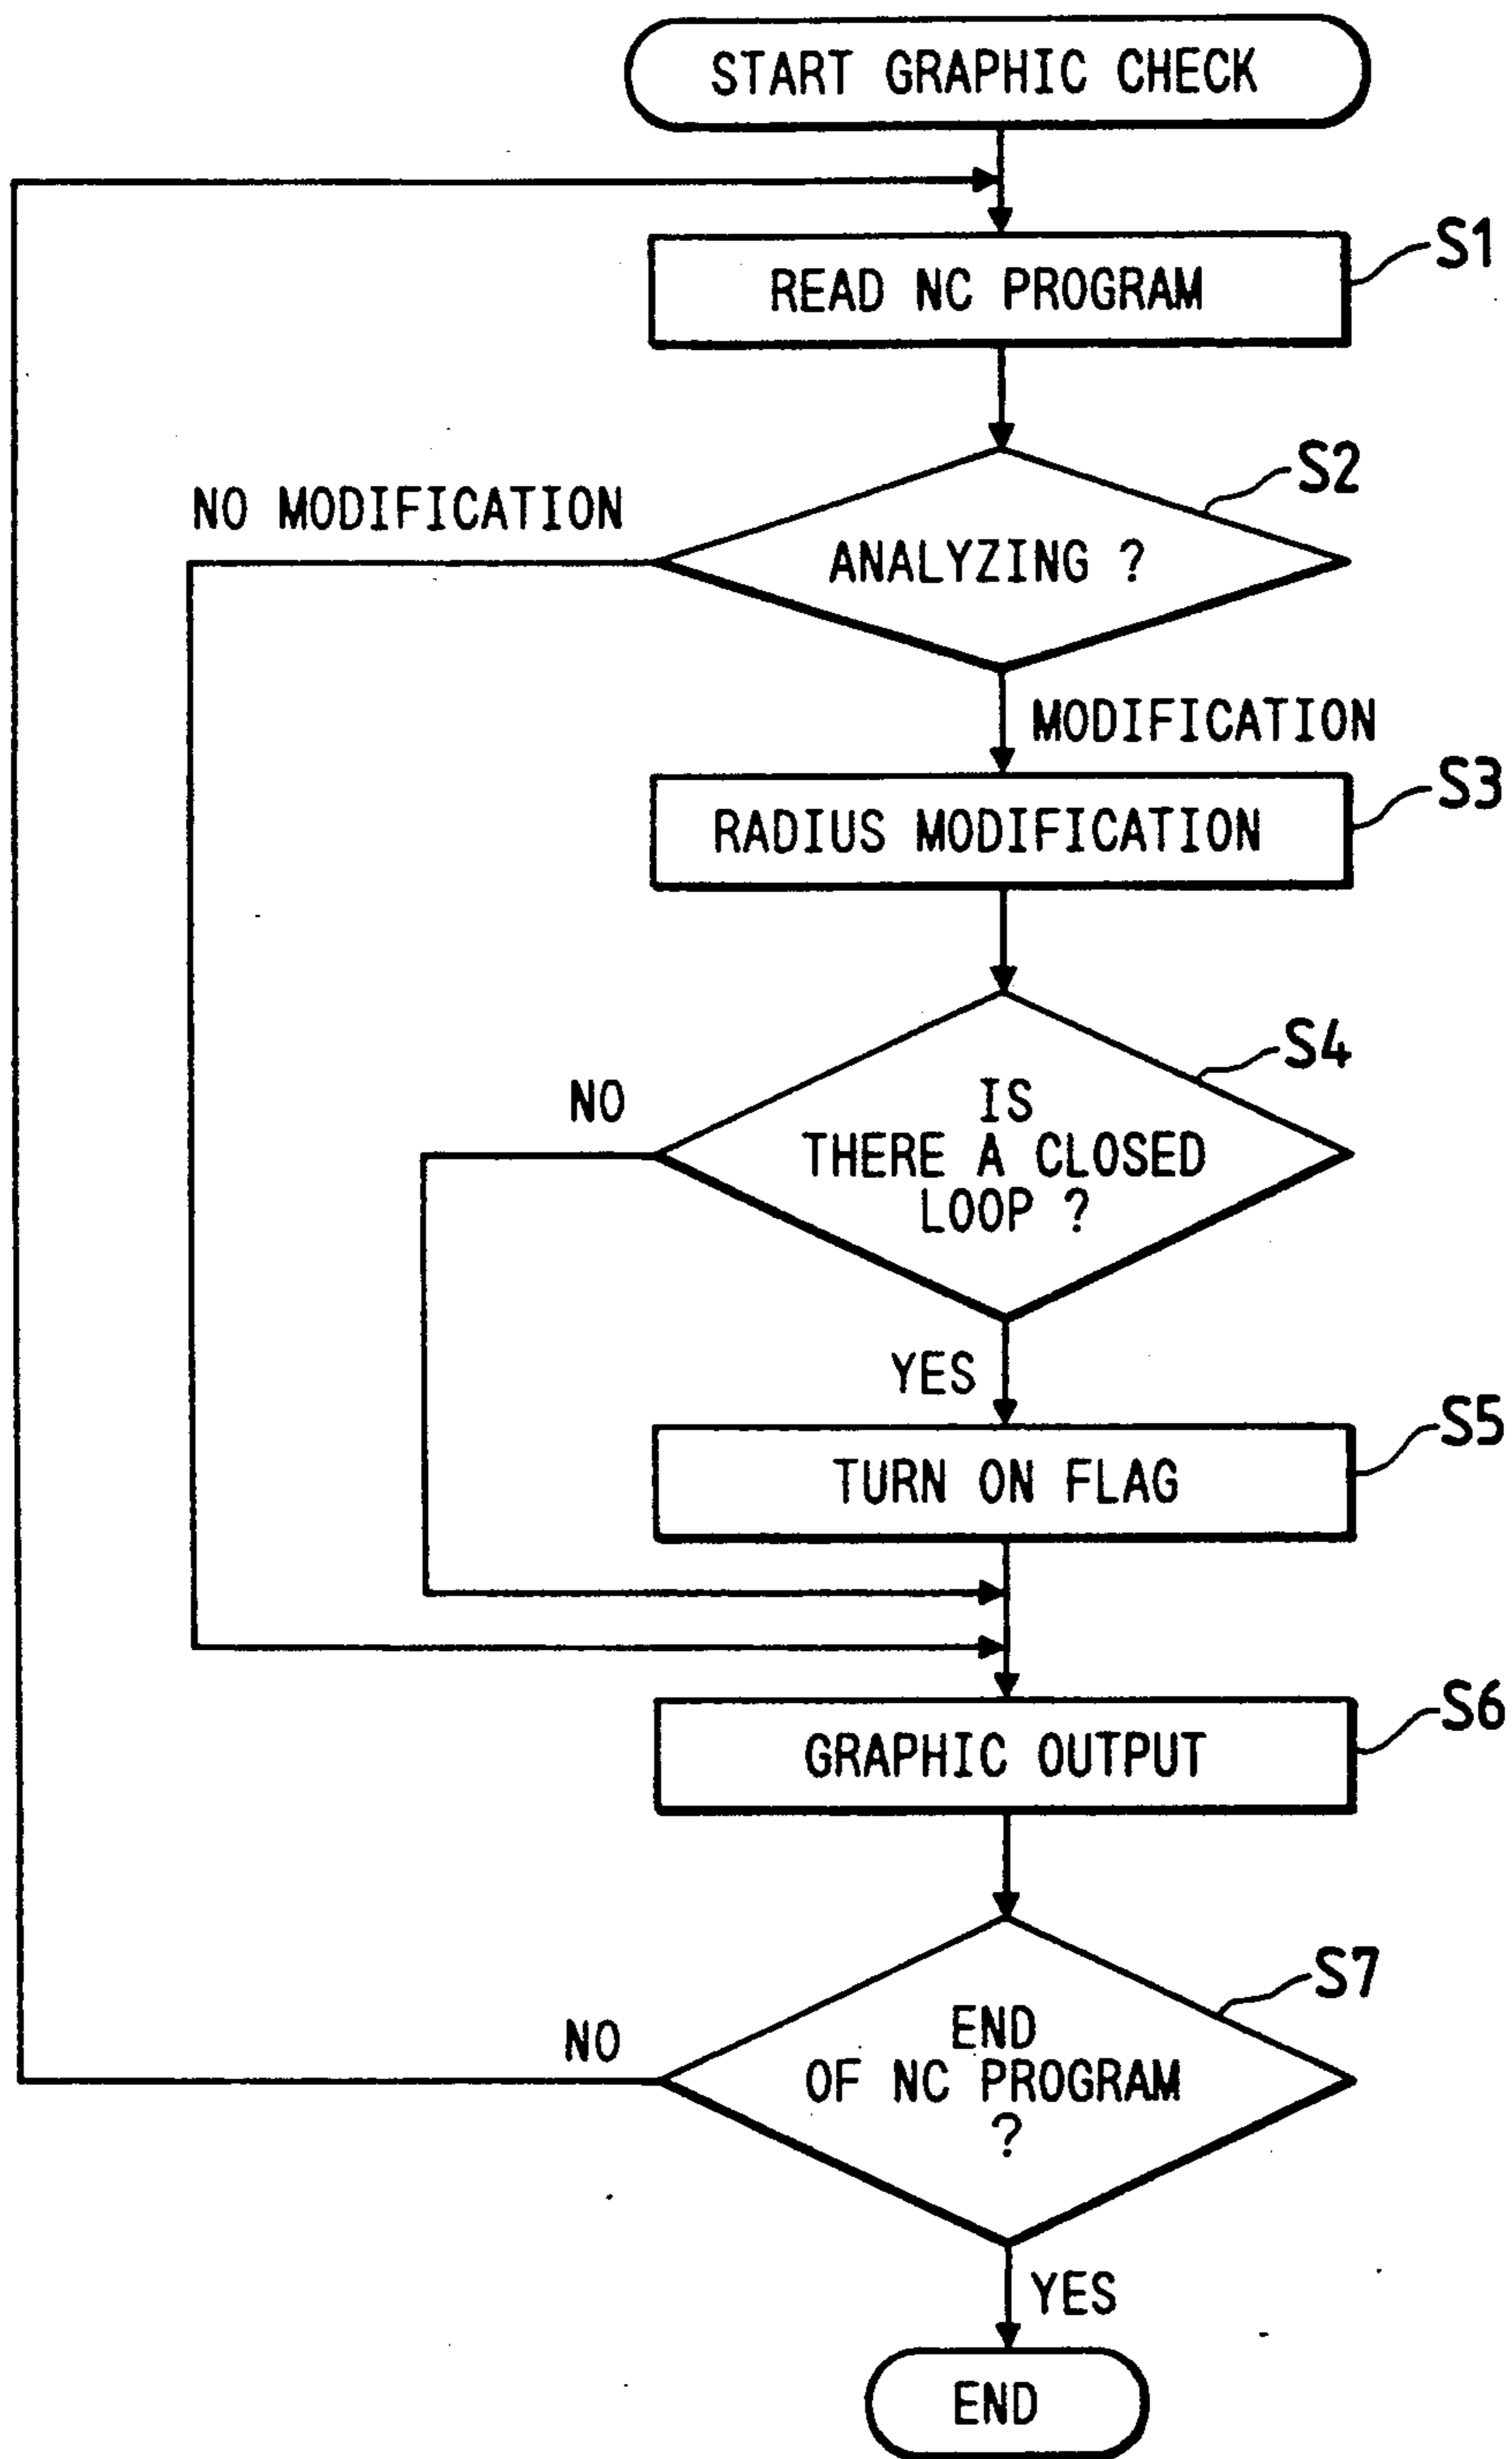 START GRAPHIC CHECK
READ NC PROGRAM
S1
S2
NO MODIFICATION
ANALYZING ?
MODIFICATION
S3
RADIUS MODIFICATION
S4
NO
IS
THERE A CLOSED
LOOP ?
YES
S5
TURN ON FLAG
S6
GRAPHIC OUTPUT
S7
NO
END
OF NC PROGRAM
?
YES
END